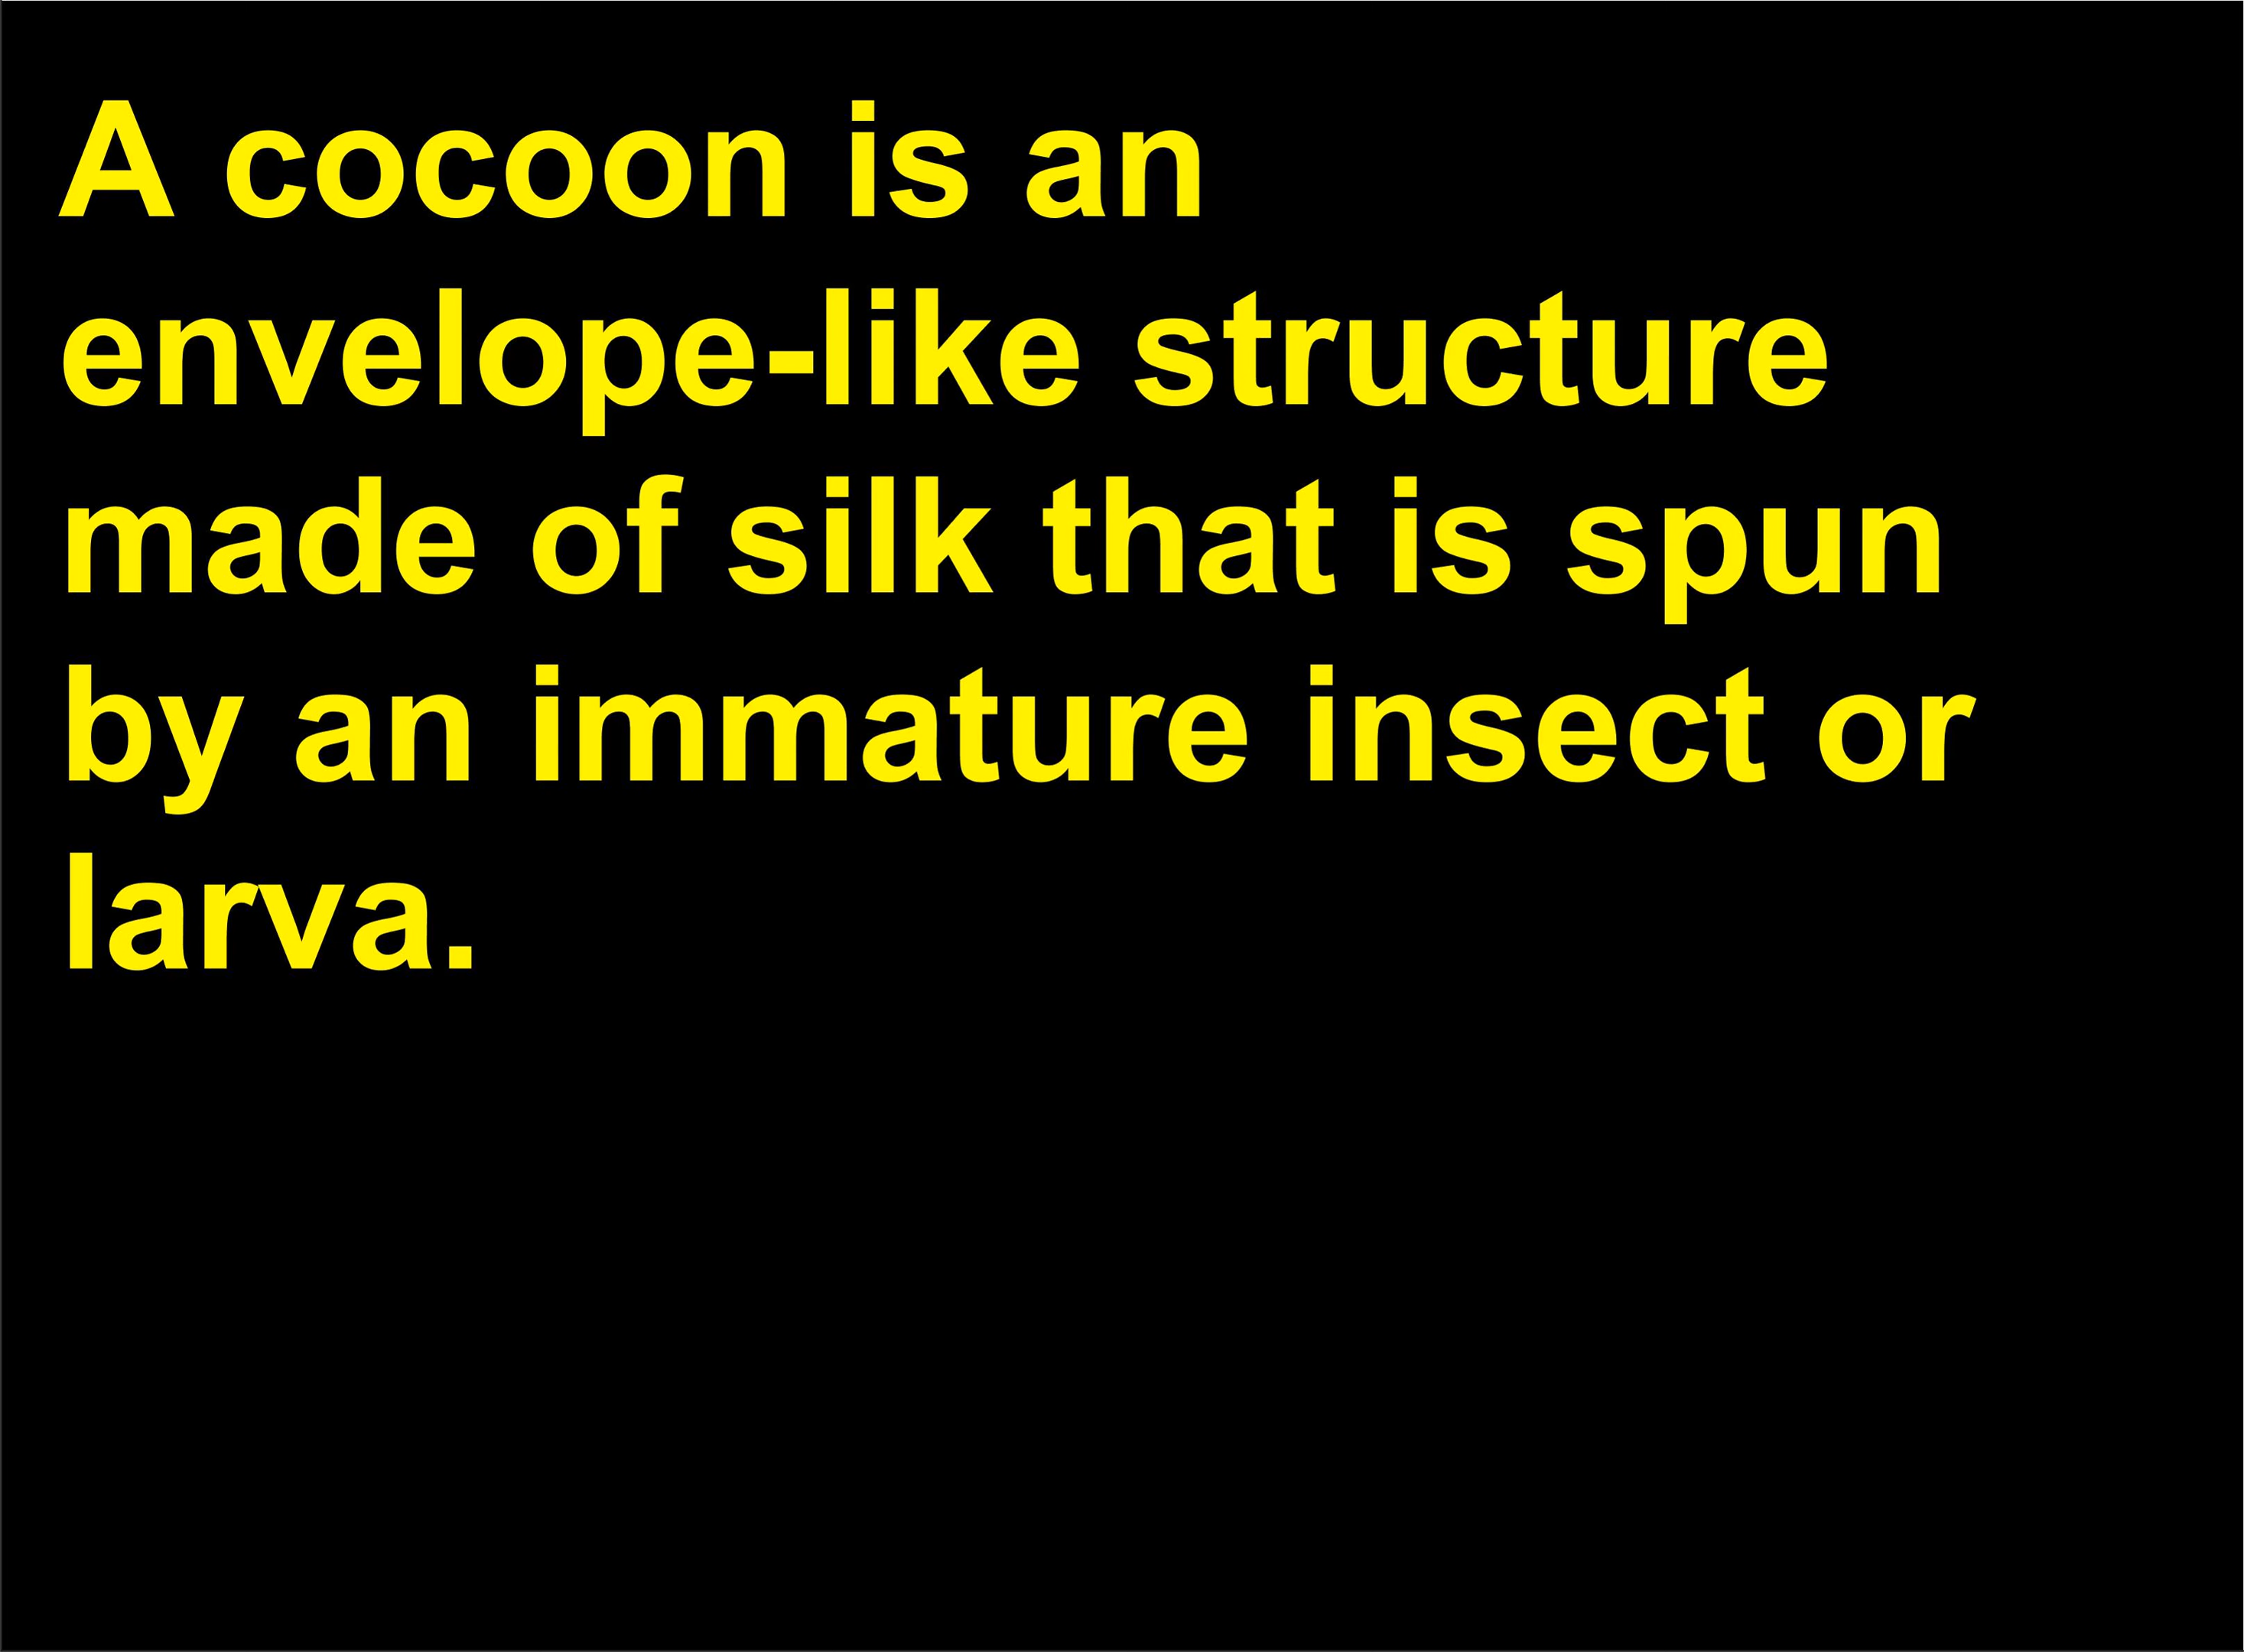 A cocoon is an
envelope-like structure
made of silk that is spun
by an immature insect or
larva.